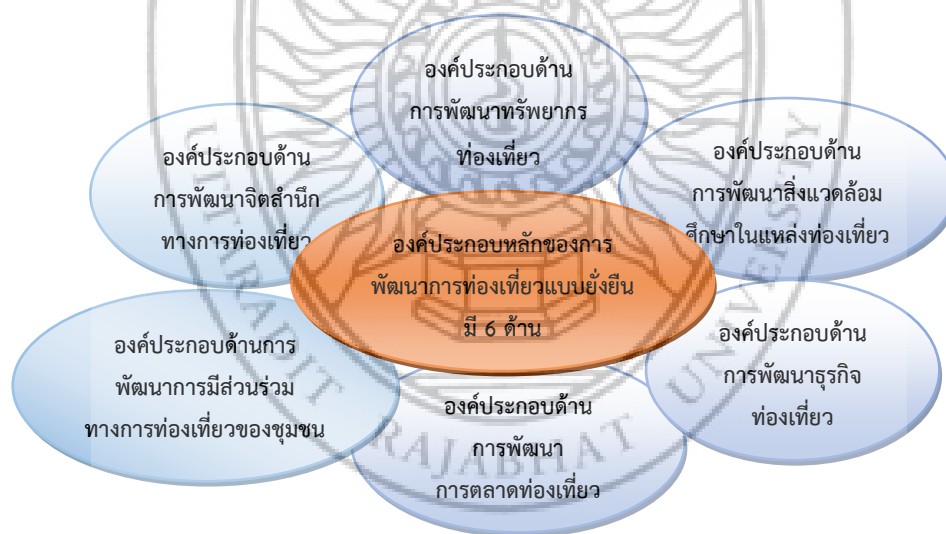 องค์ประกอบด้าน
การพัฒนาทรัพยากร
ท่องเที่ยว
องค์ประกอบด้าน
การพัฒนาสิ่งแวดล้อม
ศึกษาในแหล่งท่องเที่ยว
องค์ประกอบด้าน
การพัฒนาธุรกิจ
ท่องเที่ยว
องค์ประกอบด้าน
การพัฒนา
การตลาดท่องเที่ยว
องค์ประกอบด้านการ
พัฒนาการมีส่วนร่วม
ทางการท่องเที่ยวของชุมชน
องค์ประกอบด้าน
การพัฒนาจิตสำนึก
ทางการท่องเที่ยว
องค์ประกอบหลักของการ
พัฒนาการท่องเที่ยวแบบยั่งยืน
มี 6 ด้าน
RAJABHAT UNIVERSITY